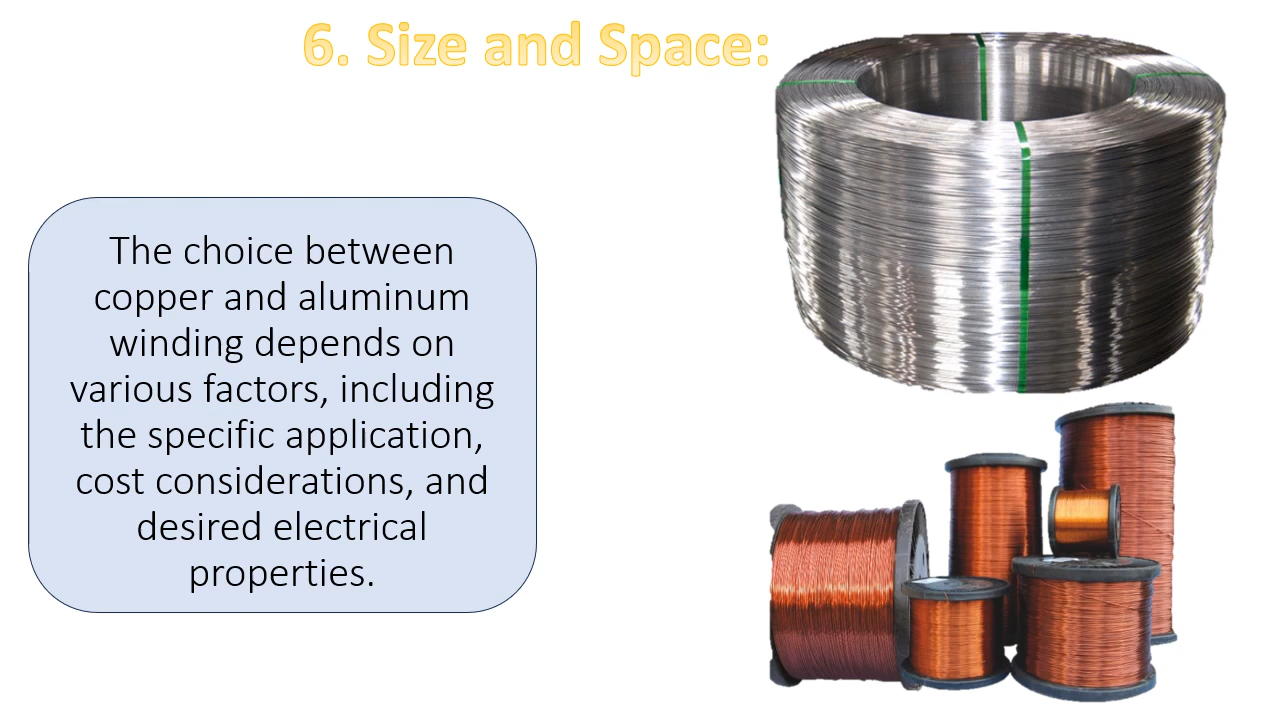 6. Size and Space:
The choice between
copper and aluminum
winding depends on
various factors, including
the specific application,
cost considerations, and
desired electrical
properties.